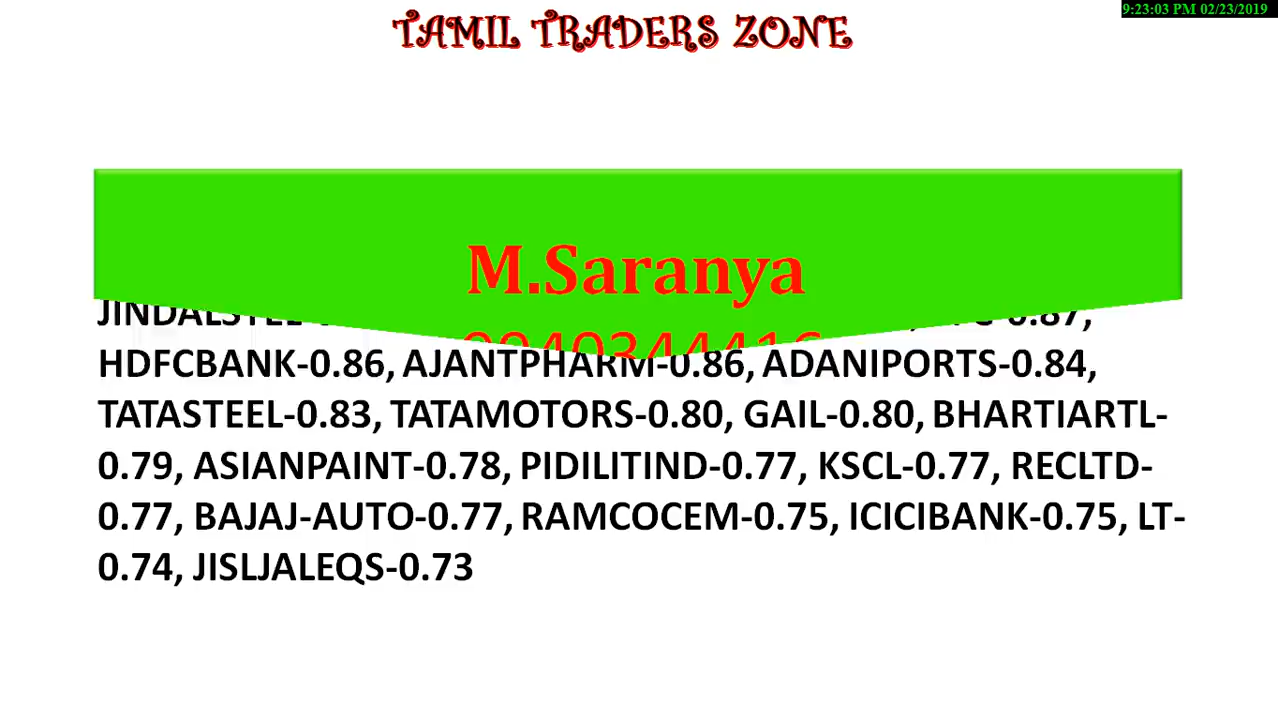 9:23:03 PM 02/23/2019
TAMIL TRADERS ZONE
M.Saranya
HDFCBANK-0.86, AJANTPHARM-0.86, ADANIPORTS-0.84,
TATASTEEL-0.83, TATAMOTORS-0.80, GAIL-0.80, BHARTIARTL-
0.79, ASIANPAINT-0.78, PIDILITIND-0.77, KSCL-0.77, RECLTD-
0.77, BAJAJ-AUTO-0.77, RAMCOCEM-0.75, ICICIBANK-0.75, LT-
0.74, JISLJALEQS-0.73